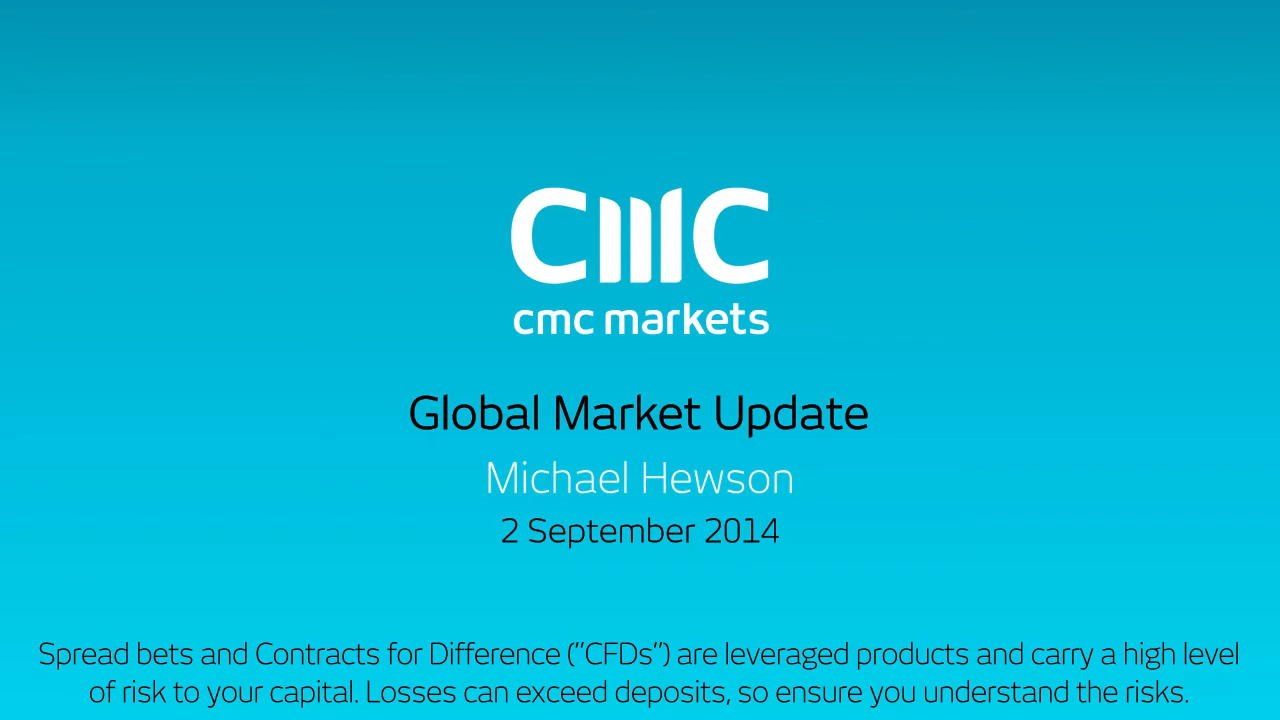 CMC
cmc markets
Global Market Update
Michael Hewson
2 September 2014
Spread bets and Contracts for Difference (“CFDs”) are leveraged products and carry a high level
of risk to your capital. Losses can exceed deposits, so ensure you understand the risks.